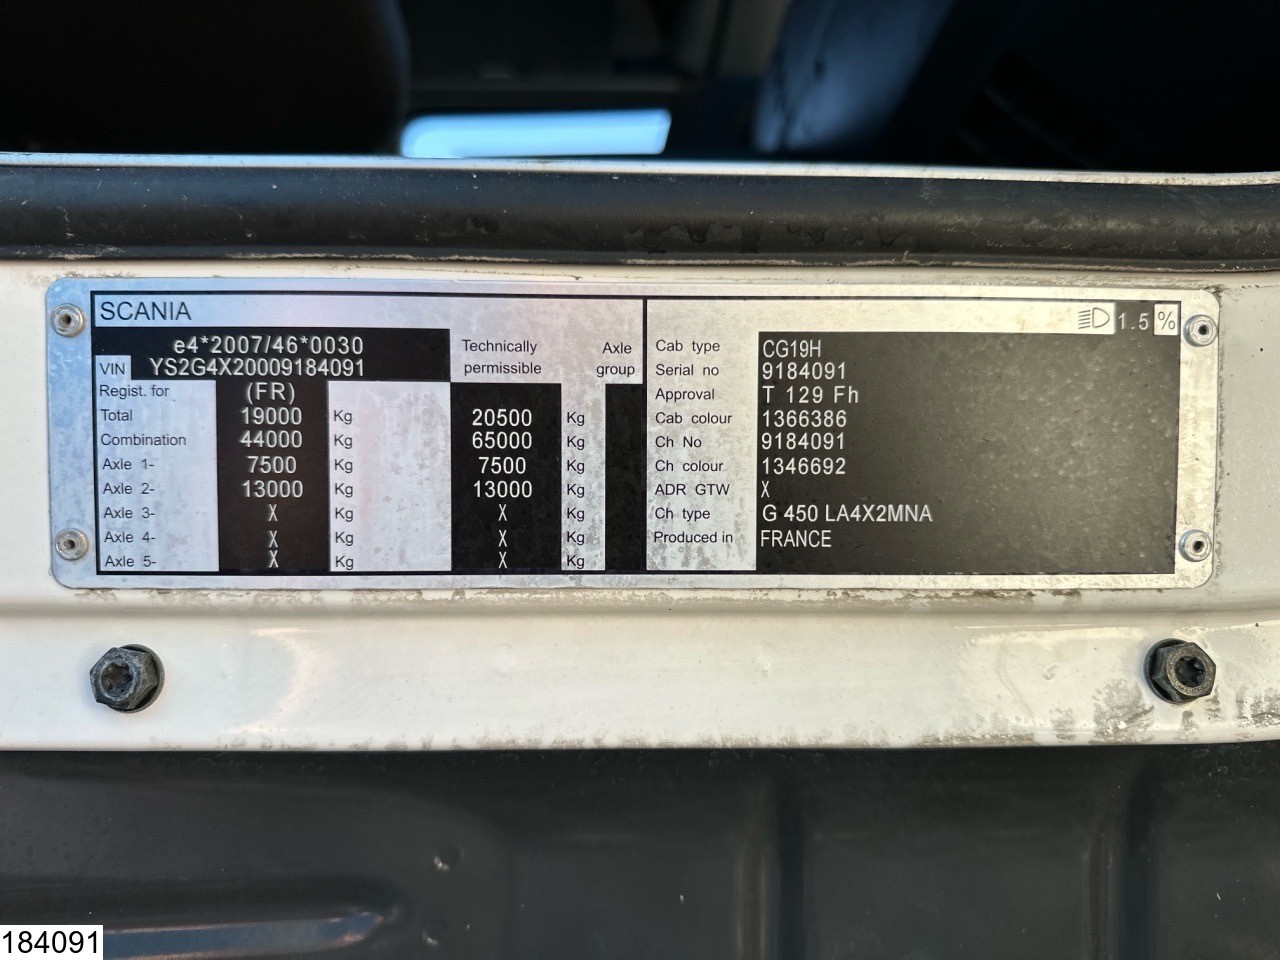 SCANIA
e4*2007/46*0030
VIN YS2G4X20009184091
Technically permissible
Axle group
Regist. for (FR)
Total 19000 Kg 20500 Kg
Combination 44000 Kg 65000 Kg
Axle 1- 7500 Kg 7500 Kg
Axle 2- 13000 Kg 13000 Kg
Axle 3- X Kg X Kg
Axle 4- X Kg X Kg
Axle 5- X Kg X Kg
1.5 %
Cab type CG19H
Serial no 9184091
Approval T 129 Fh
Cab colour 1366386
Ch No 9184091
Ch colour 1346692
ADR GTW X
Ch type G 450 LA4X2MNA
Produced in FRANCE
184091